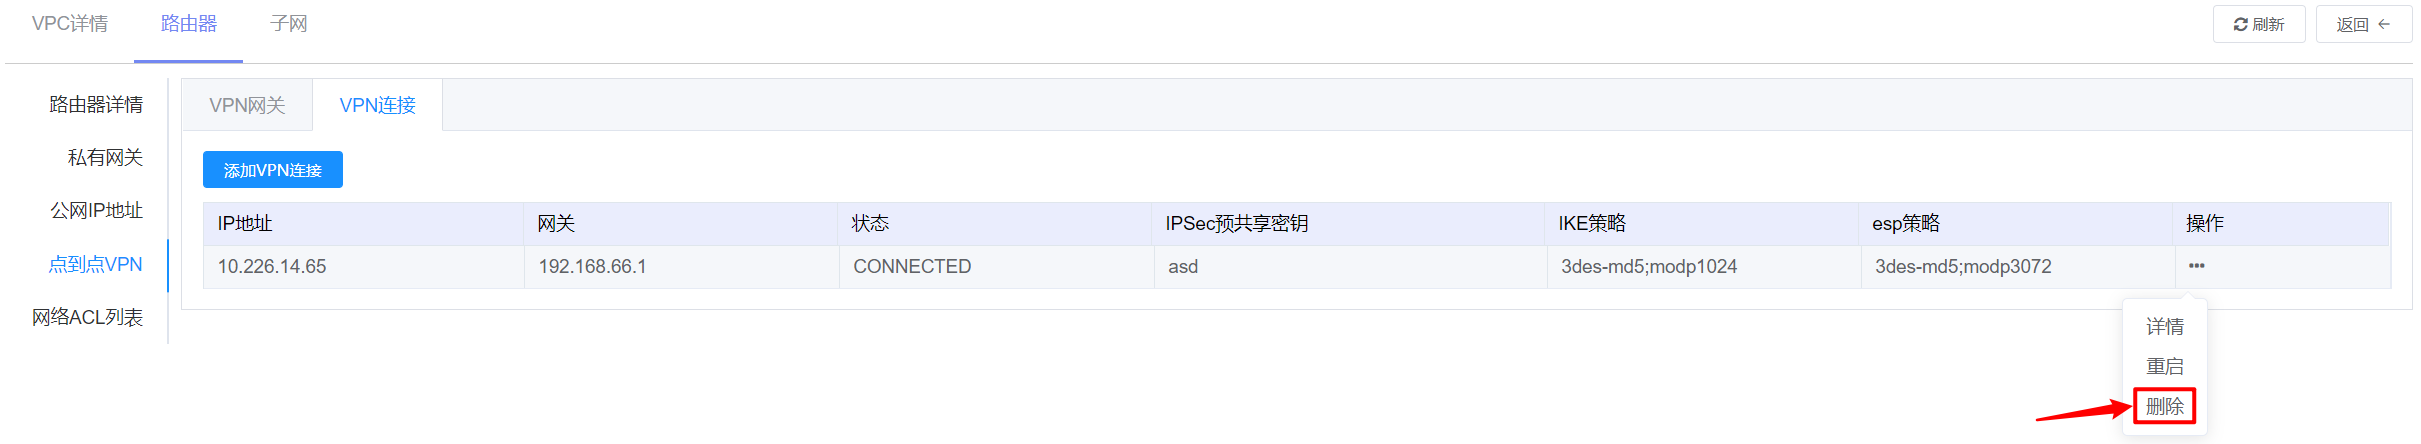 VPC详情 路由器 子网 刷新 返回 ←
路由器详情
私有网关
公网IP地址
点到点VPN
网络ACL列表
VPN网关 VPN连接
添加VPN连接
IP地址 网关 状态 IPSec预共享密钥 IKE策略 esp策略 操作
10.226.14.65 192.168.66.1 CONNECTED asd 3des-md5;modp1024 3des-md5;modp3072 •••
详情
重启
删除